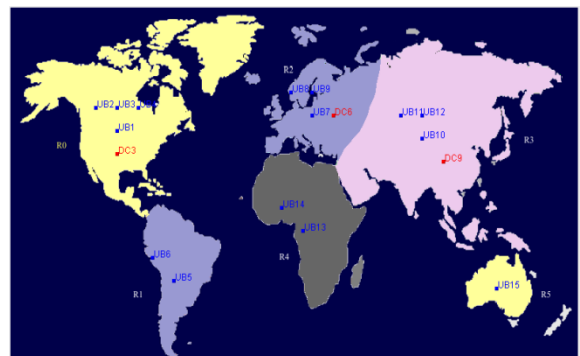 R2
UB8 UB9
UB2 UB3
UB7 DC6
UB11 UB12
UB1
UB10
R0
R3
DC3
DC9
UB14
UB13
R4
UB6
UB5
R1
UB15
R5